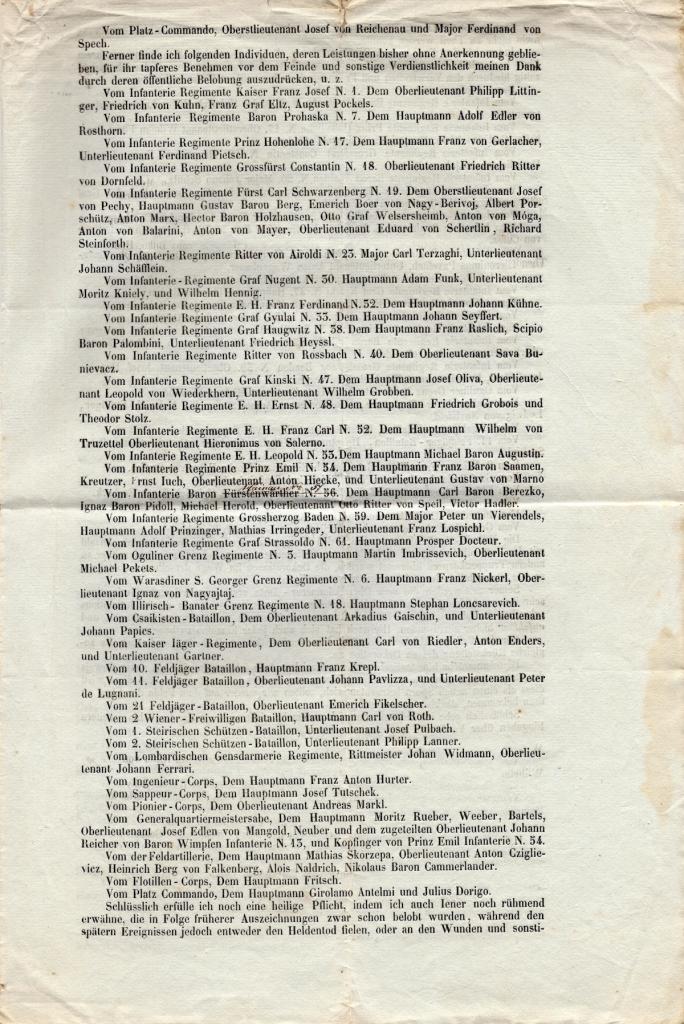 Vom Platz-Commando, Oberstlieutenant Josef von Reichenau und Major Ferdinand von
Spech.
Ferner finde ich folgenden Individuen, deren Leistungen bisher ohne Anerkennung geblie-
ben, für ihr tapferes Benehmen vor dem Feinde und sonstige Verdienstlichkeit meinen Dank
durch deren öffentliche Belobung auszudrücken, u. z.
Vom Infanterie Regimente Kaiser Franz Josef N. 1. Dem Oberlieutenant Philipp Littin-
ger, Friedrich von Kuhn, Franz Graf Eltz, August Pockels.
Vom Infanterie Regimente Baron Prohaska N. 7. Dem Hauptmann Adolf Edler von
Rosthorn.
Vom Infanterie Regimente Prinz Hohenlohe N. 17. Dem Hauptmann Franz von Gerlacher,
Unterlieutenant Ferdinand Pietsch.
Vom Infanterie Regimente Grossfürst Constantin N. 18. Oberlieutenant Friedrich Ritter
von Dornfeld.
Vom Infanterie Regimente Fürst Carl Schwarzenberg N. 19. Dem Oberstlieutenant Josef
von Pechy, Hauptmann Gustav Barou Berg, Emerich Boer von Nagy-Berivoj, Albert Por-
schütz, Anton Marx, Hector Baron Holzhausen, Otto Graf Welsersheimb, Anton von Móga,
Anton von Balarini, Anton von Mayer, Oberlieutenant Eduard von Schertlin, Richard
Steinforth.
Vom Infanterie Regimente Ritter von Airoldi N. 23. Major Carl Terzaghi, Unterlieutenant
Johann Schäfflein.
Vom Infanterie-Regimente Graf Nugent N. 30. Hauptmann Adam Funk, Unterlieutenant
Moritz Kniely, und Wilhelm Hennig.
Vom Infanterie Regimente E. H. Franz Ferdinand N. 32. Dem Hauptmann Johann Kühne.
Vom Infanterie Regimente Graf Gyulai N. 33. Dem Hauptmann Johann Seyffert.
Vom Infanterie Regimente Graf Haugwitz N. 38. Dem Hauptmann Franz Raslich, Scipio
Baron Palombini, Unterlieutenant Friedrich Heyssl.
Vom Infanterie Regimente Ritter von Rossbach N. 40. Dem Oberlieutenant Sava Bu-
nievacz.
Vom Infanterie Regimente Graf Kinski N. 47. Dem Hauptmann Josef Oliva, Oberlieute-
nant Leopold von Wiederkhern, Unterlieutenant Wilhelm Grobben.
Vom Infanterie Regimente E. H. Ernst N. 48. Dem Hauptmann Friedrich Grobois und
Theodor Stolz.
Vom Infanterie Regimente E. H. Franz Carl N. 52. Dem Hauptmann Wilhelm von
Truzettel Oberlieutenant Hieronimus von Salerno.
Vom Infanterie Regimente E. H. Leopold N. 53. Dem Hauptmann Michael Baron Augustin.
Vom Infanterie Regimente Prinz Emil N. 54. Dem Hauptmann Franz Baron Saamen,
Kreutzer, Ernst Iuch, Oberlieutenant Anton Hiecke, und Unterlieutenant Gustav von Marno
Vom Infanterie Baron Fürstenwärther N. 56. Dem Hauptmann Carl Baron Berezko,
Ignaz Baron Pidoll, Michael Herold, Oberlieutenant Otto Ritter von Speil, Victor Hadler.
Vom Infanterie Regimente Grossherzog Baden N. 59. Dem Major Peter un Vierendels,
Hauptmann Adolf Prinzinger, Mathias Irringeder, Unterlieutenant Franz Lospichl.
Vom Infanterie Regimente Graf Strassoldo N. 61. Hauptmann Prosper Docteur.
Vom Oguliner Grenz Regimente N. 3. Hauptmann Martin Imbrissevich, Oberlieutenant
Michael Pekets.
Vom Warasdiner S. Georger Grenz Regimente N. 6. Hauptmann Franz Nickerl, Ober-
lieutenant Ignaz von Nagyajtaj.
Vom Illirisch-Banater Grenz Regimente N. 18. Hauptmann Stephan Loncsarevich.
Vom Csaikisten-Bataillon, Dem Oberlieutenant Arkadius Gaischin, und Unterlieutenant
Johann Papics.
Vom Kaiser Iäger-Regimente, Dem Oberlieutenant Carl von Riedler, Anton Enders,
und Unterlieutenant Gartner.
Vom 10. Feldjäger Bataillon, Hauptmann Franz Krepl.
Vom 11. Feldjäger Bataillon, Oberlieutenant Johann Pavlizza, und Unterlieutenant Peter
de Lugnani.
Vom 21 Feldjäger-Bataillon, Oberlieutenant Emerich Fikelscher.
Vem 2 Wiener-Freiwilligen Bataillon, Hauptmann Carl von Roth.
Vom 1. Steirischen Schützen-Bataillon, Unterlieutenant Josef Pulbach.
Vom 2. Steirischen Schützen-Bataillon, Unterlieutenant Philipp Lanner.
Vom Lombardischen Gensdarmerie Regimente, Rittmeister Johan Widmann, Oberlieu-
tenant Johann Ferrari.
Vom Ingenieur-Corps, Dem Hauptmann Franz Anton Hurter.
Vom Sappeur-Corps, Dem Hauptmann Josef Tutschek.
Vom Pionier-Corps, Dem Oberlieutenant Andreas Markl.
Vom Generalquartiermeistersabe, Dem Hauptmann Moritz Rueber, Weeber, Bartels,
Oberlieutenant Josef Edlen von Mangold, Neuber und dem zugeteilten Oberlieutenant Johann
Reicher von Baron Wimpfen Infanterie N. 13, und Kopfinger von Prinz Emil Infanterie N. 54.
Vom der Feldartillerie, Dem Hauptmann Mathias Skorzepa, Oberlieutenant Anton Cziglie-
vicz, Heinrich Berg von Falkenberg, Alois Naldrich, Nikolaus Baron Cammerlander.
Vom Flotillen-Corps, Dem Hauptmann Fritsch.
Vom Platz Commando, Dem Hauptmann Girolamo Antelmi und Julius Dorigo.
Schlüsslich erfülle ich noch eine heilige Pflicht, indem ich auch Iener noch rühmend
erwähne, die in Folge früherer Auszeichnungen zwar schon belobt wurden, während den
spätern Ereignissen jedoch entweder den Heldentod fielen, oder an den Wunden und sonsti-